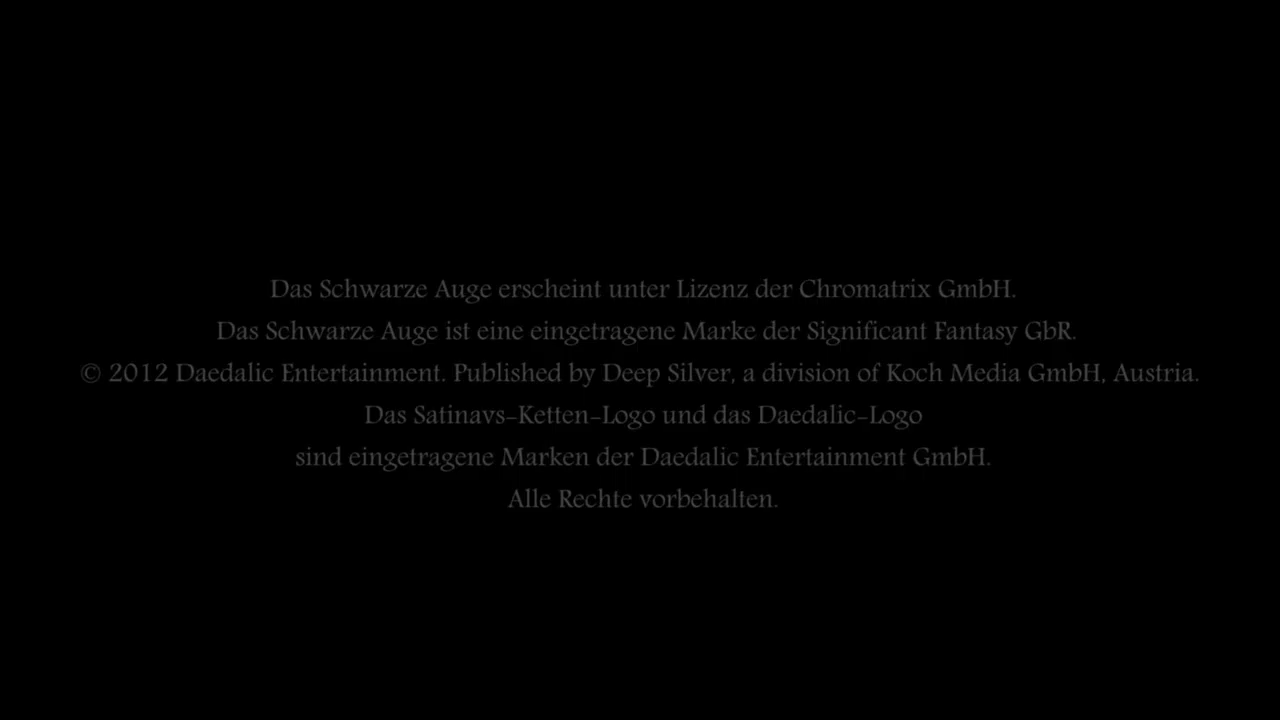 Das Schwarze Auge erscheint unter Lizenz der Chromatrix GmbH.
Das Schwarze Auge ist eine eingetragene Marke der Significant Fantasy GbR.
© 2012 Daedalic Entertainment. Published by Deep Silver, a division of Koch Media GmbH, Austria.
Das Satinavs-Ketten-Logo und das Daedalic-Logo
sind eingetragene Marken der Daedalic Entertainment GmbH.
Alle Rechte vorbehalten.